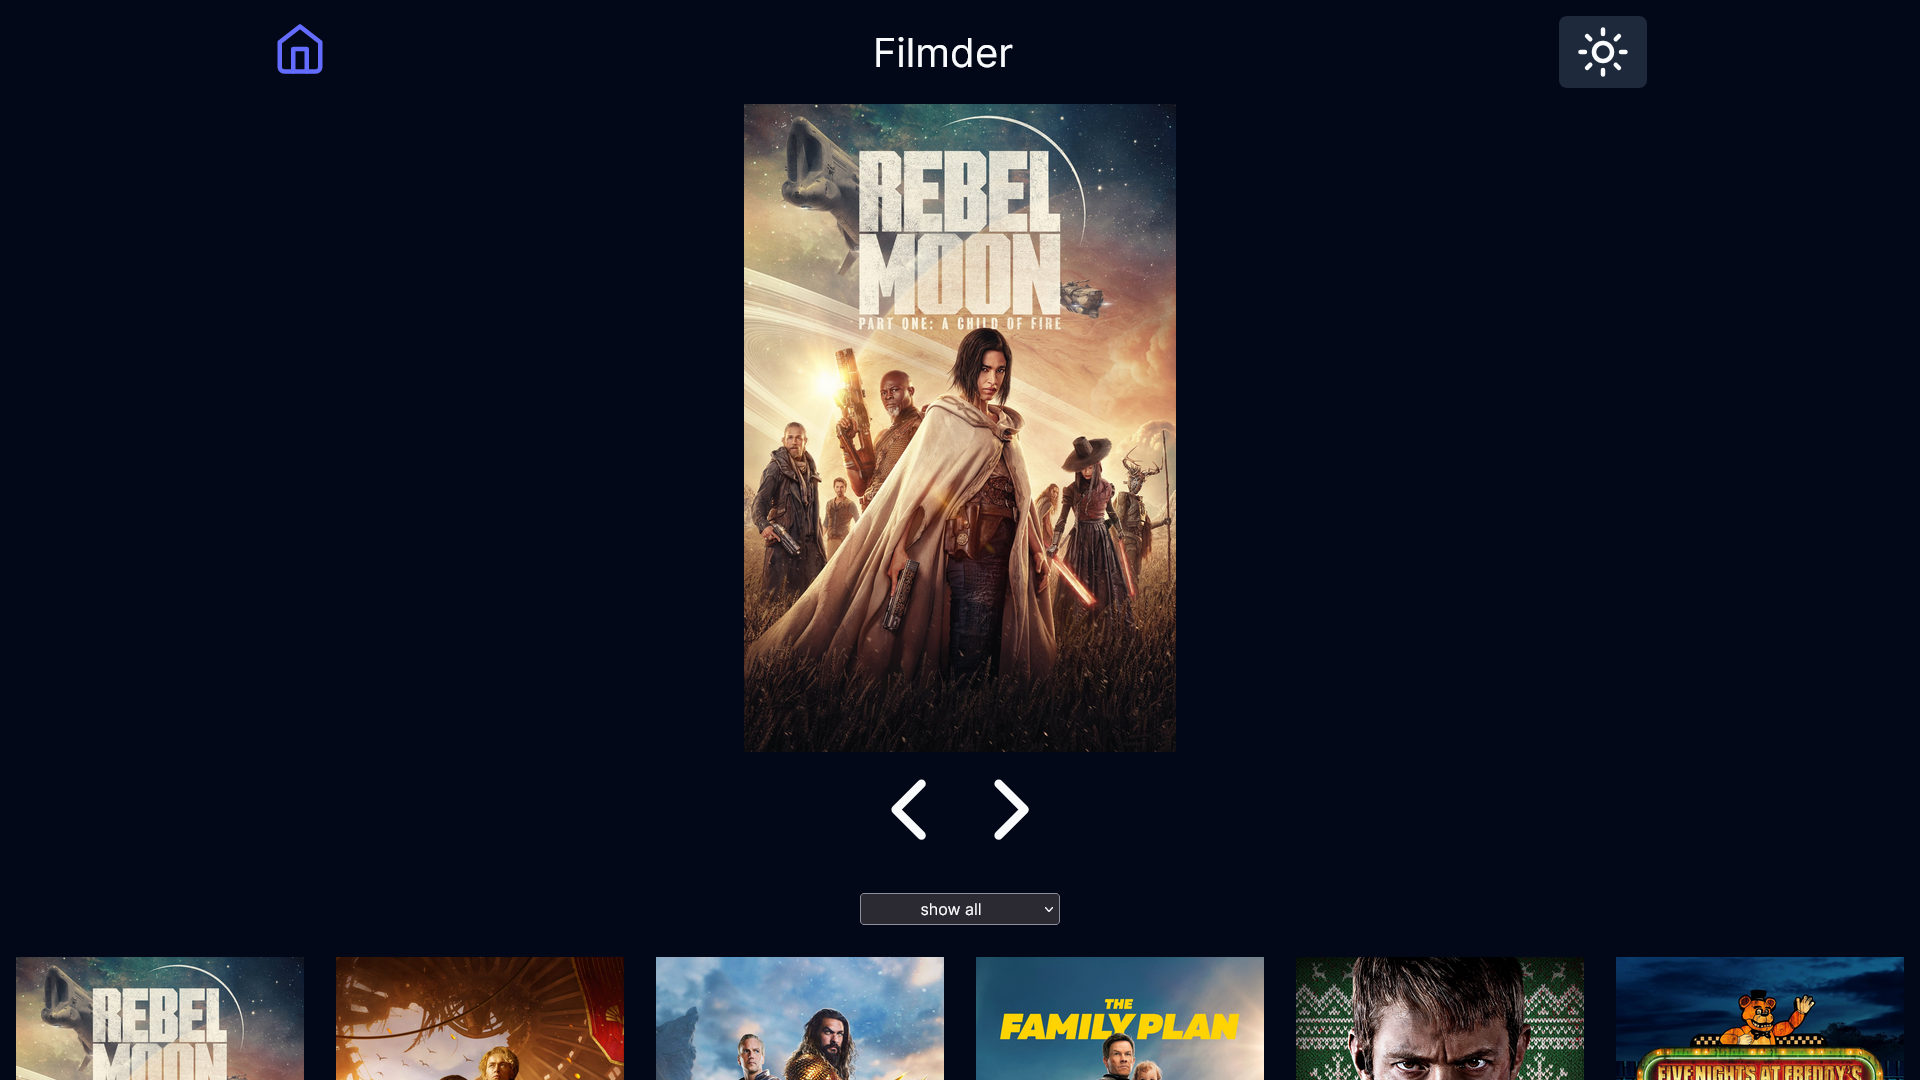 Filmder
REBEL
MOON
PART ONE: A CHILD OF FIRE
show all
REBEL
MOON
THE
FAMILY PLAN
FIVE NIGHTS AT FREDDY'S